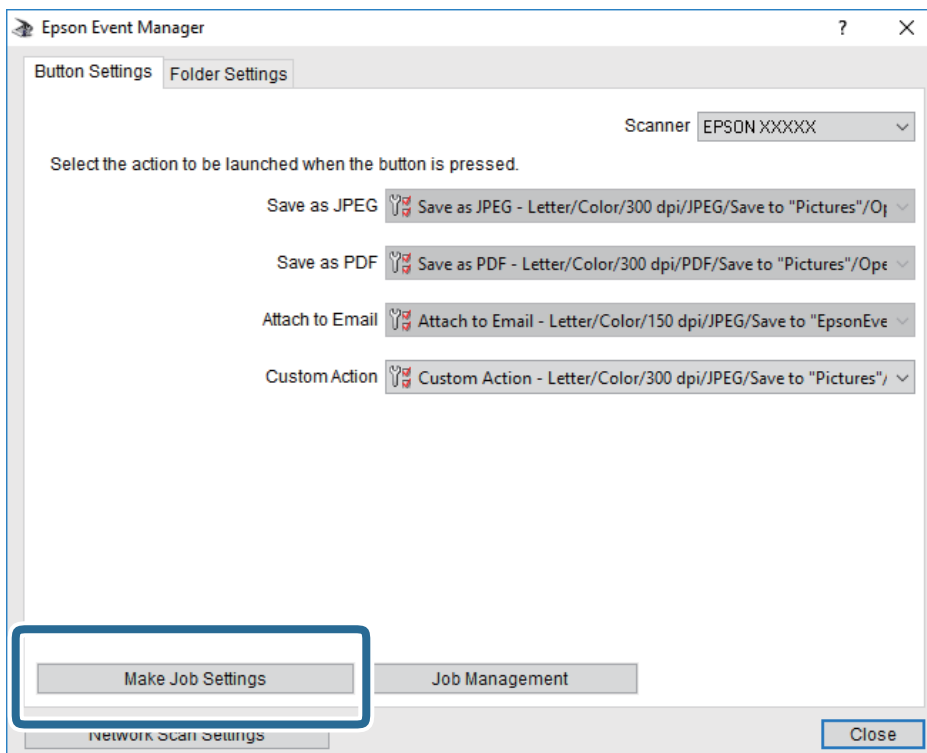 Epson Event Manager
Button Settings Folder Settings
Scanner EPSON XXXXX
Select the action to be launched when the button is pressed.
Save as JPEG Save as JPEG - Letter/Color/300 dpi/JPEG/Save to "Pictures"/Op
Save as PDF Save as PDF - Letter/Color/300 dpi/PDF/Save to "Pictures"/Ope
Attach to Email Attach to Email - Letter/Color/150 dpi/JPEG/Save to "EpsonEve
Custom Action Custom Action - Letter/Color/300 dpi/JPEG/Save to "Pictures"/
Make Job Settings Job Management
Network Scan Settings Close